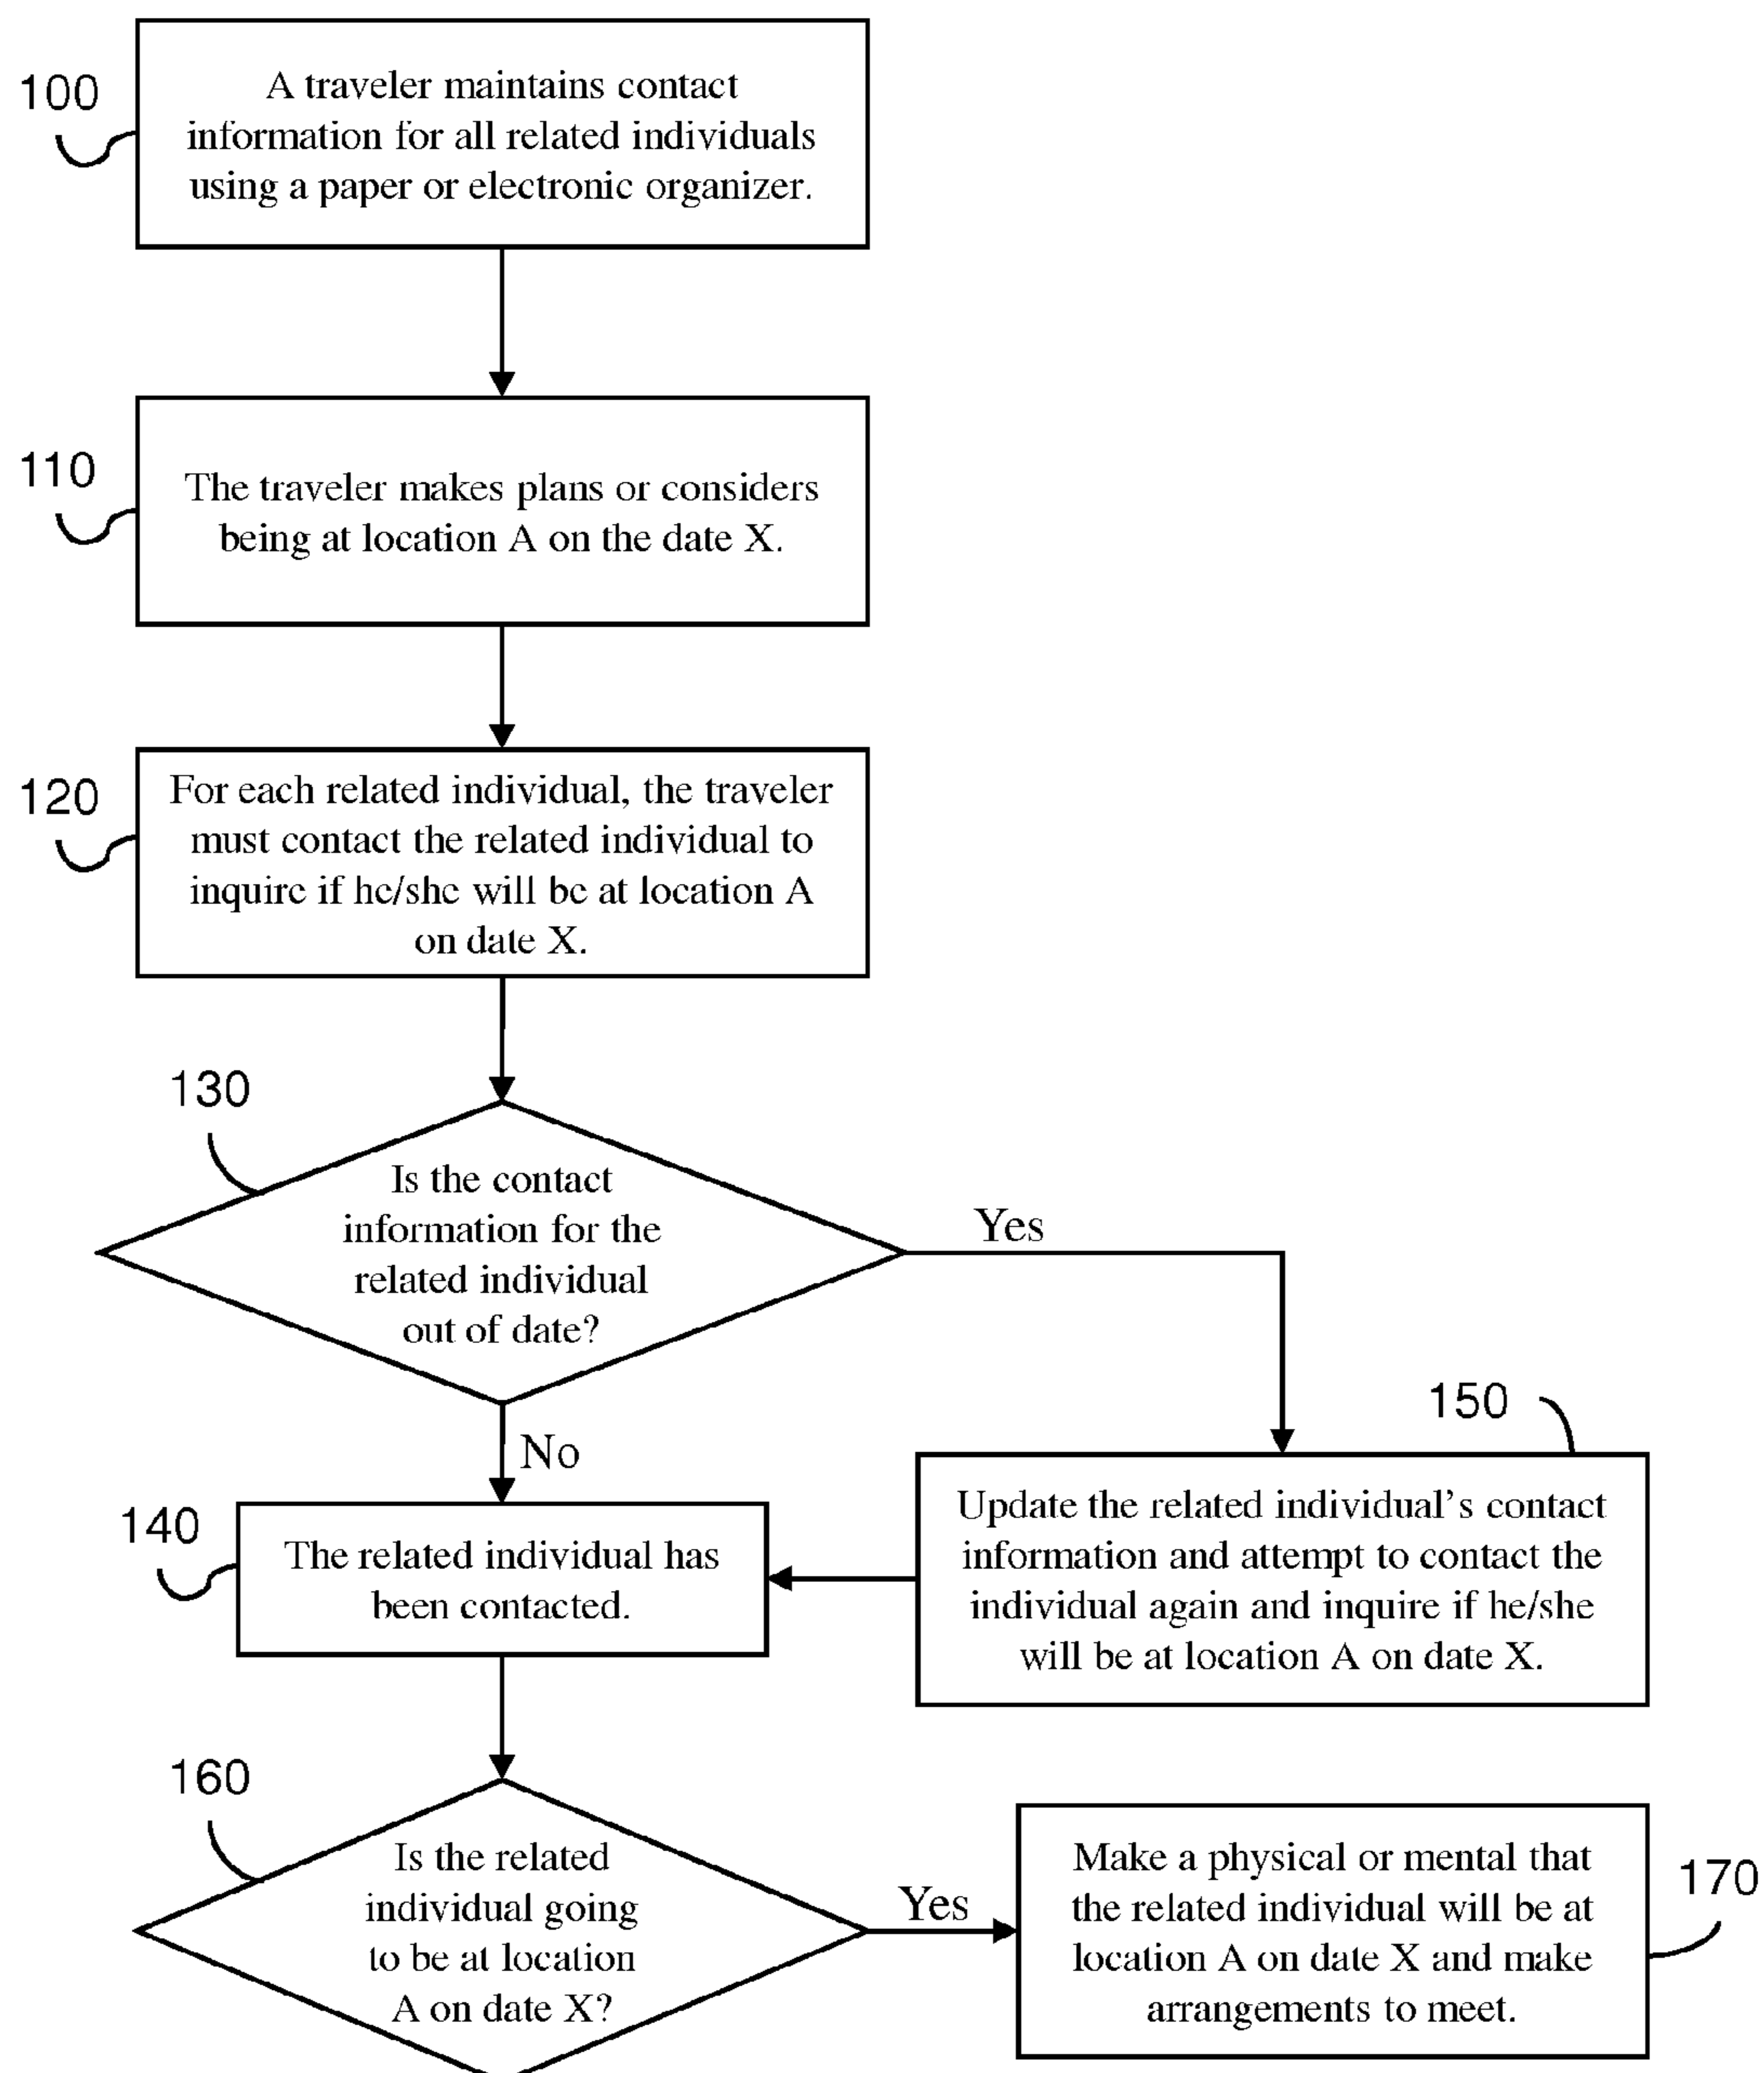 100
A traveler maintains contact
information for all related individuals
using a paper or electronic organizer.
110
The traveler makes plans or considers
being at location A on the date X.
120
For each related individual, the traveler
must contact the related individual to
inquire if he/she will be at location A
on date X.
130
Is the contact
information for the
related individual
out of date?
Yes
No
150
Update the related individual's contact
information and attempt to contact the
individual again and inquire if he/she
will be at location A on date X.
140
The related individual has
been contacted.
160
Is the related
individual going
to be at location
A on date X?
Yes
Make a physical or mental that
the related individual will be at
location A on date X and make
arrangements to meet.
170